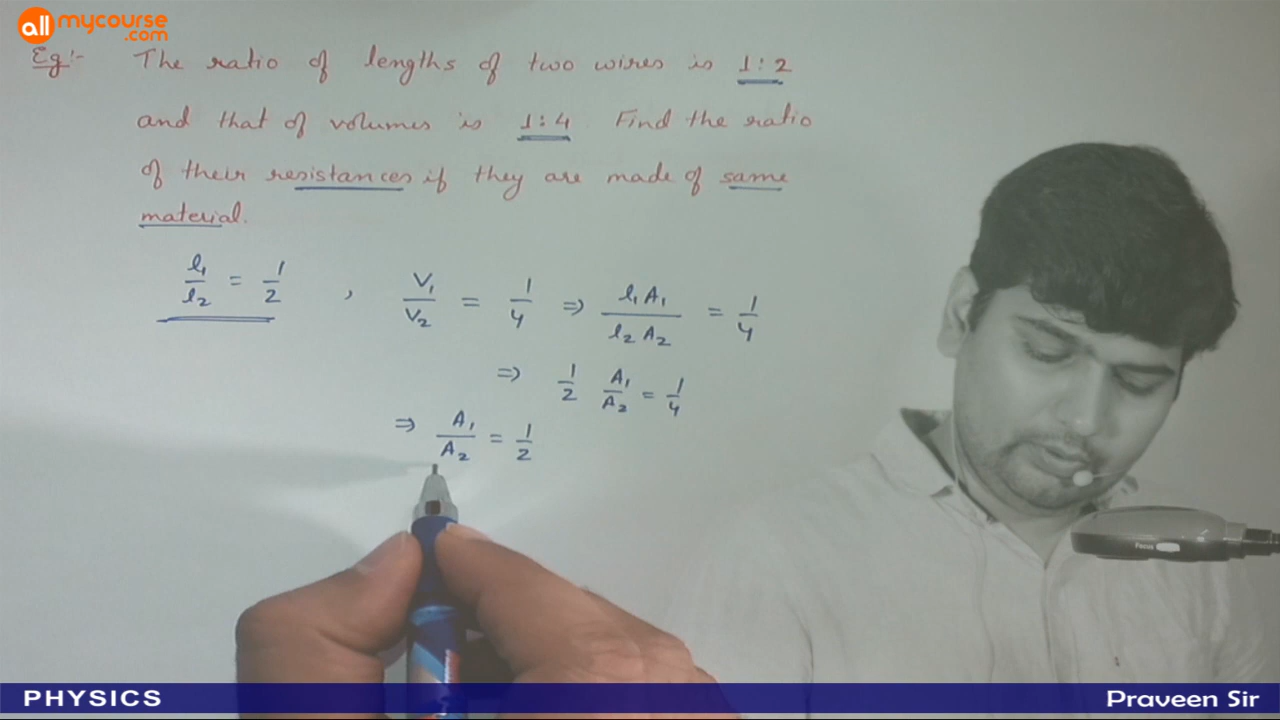 all mycourse
.com
Eg:- The ratio of lengths of two wires is 1:2
and that of volumes is 1:4. Find the ratio
of their resistances if they are made of same
material.
l₁/l₂ = 1/2 , V₁/V₂ = 1/4 ⇒ l₁A₁/l₂A₂ = 1/4
⇒ 1/2 A₁/A₂ = 1/4
⇒ A₁/A₂ = 1/2
Focus
PHYSICS
Praveen Sir